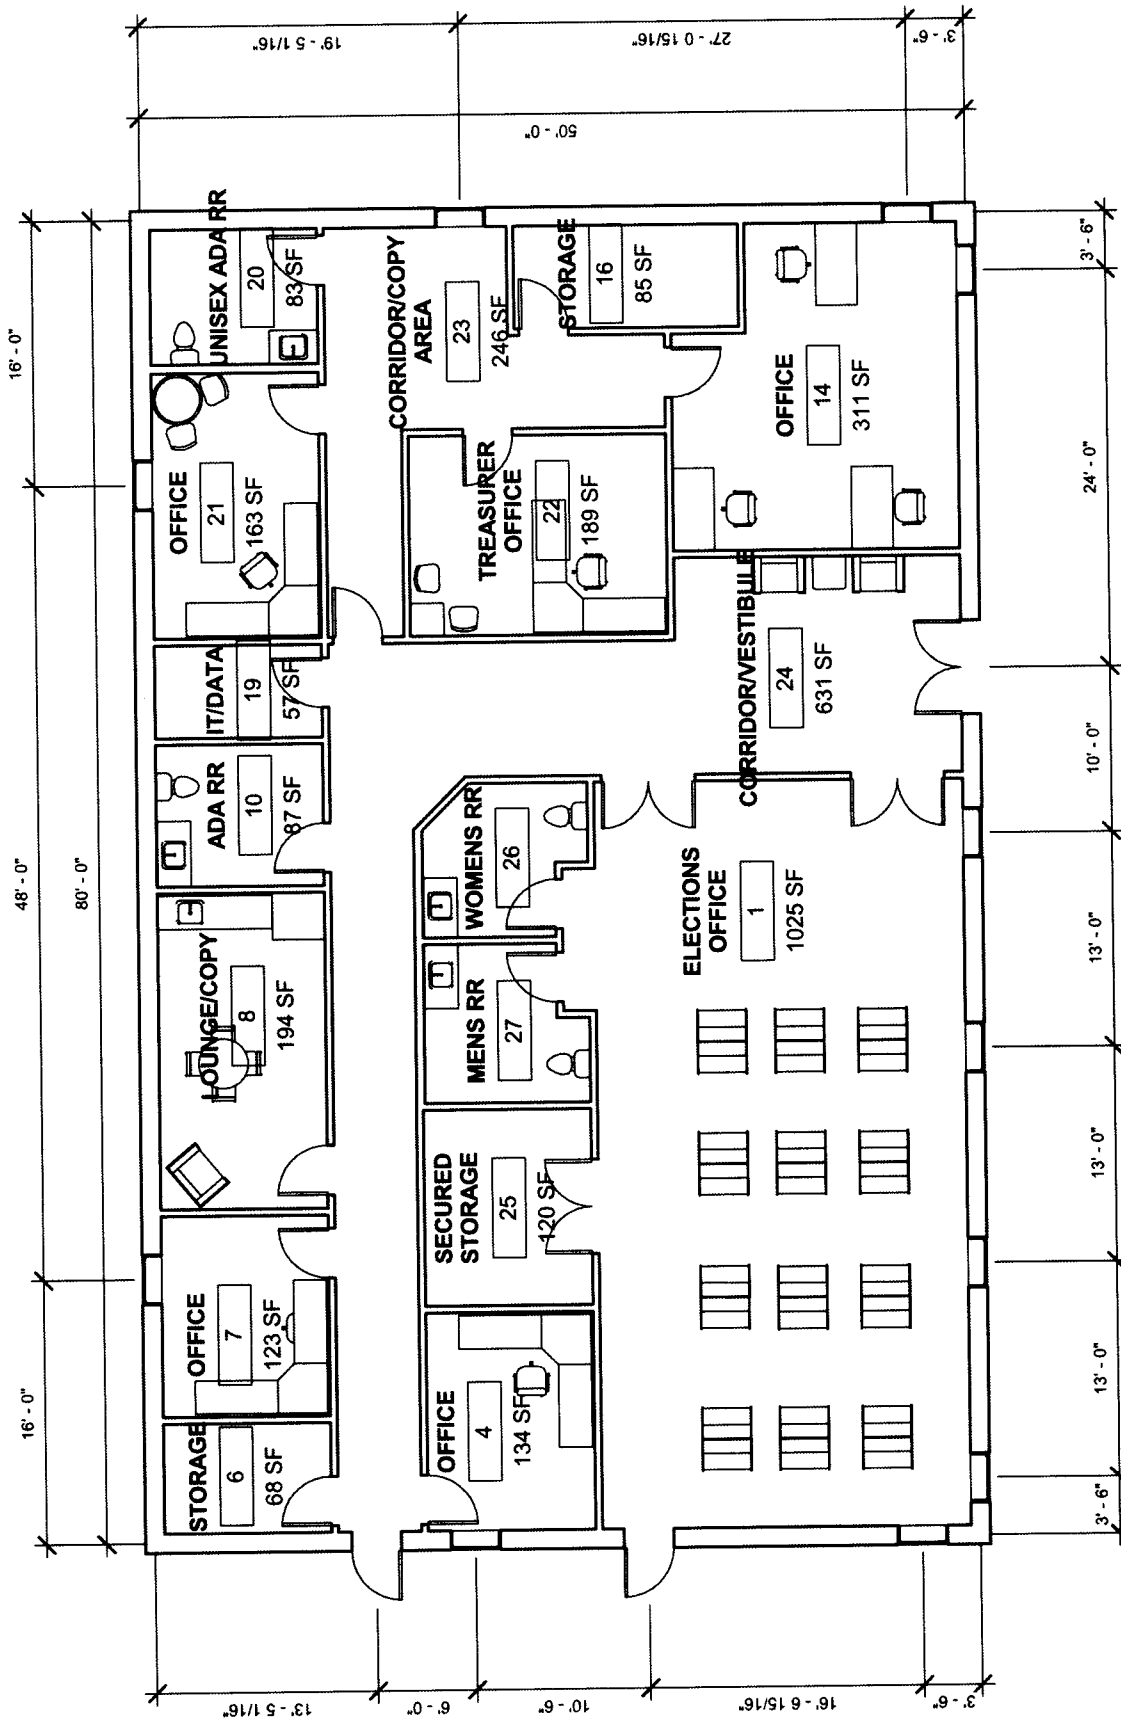 16' - 0"
48' - 0"
16' - 0"
80' - 0"
13' - 5 1/16"
6' - 0"
10' - 6"
16' - 6 15/16"
3' - 6"
STORAGE
6
68 SF
OFFICE
7
123 SF
LOUNGE/COPY
8
194 SF
ADA RR
10
87 SF
IT/DATA
19
57 SF
OFFICE
21
163 SF
UNISEX ADA RR
20
83 SF
OFFICE
4
134 SF
SECURED
STORAGE
25
120 SF
MENS RR
27
WOMENS RR
26
TREASURER
OFFICE
22
189 SF
CORRIDOR/COPY
AREA
23
246 SF
STORAGE
16
85 SF
ELECTIONS
OFFICE
1
1025 SF
CORRIDOR/VESTIBULE
24
631 SF
OFFICE
14
311 SF
19' - 5 1/16"
27' - 0 15/16"
3' - 6"
50' - 0"
3' - 6"
13' - 0"
13' - 0"
13' - 0"
10' - 0"
24' - 0"
3' - 6"